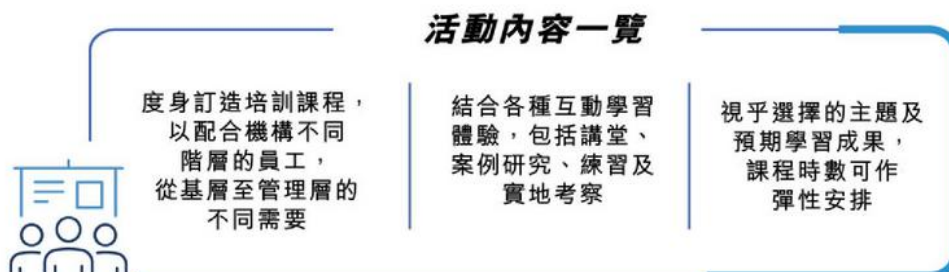 活動內容一覽
度身訂造培訓課程，
以配合機構不同
階層的員工，
從基層至管理層的
不同需要
結合各種互動學習
體驗，包括講堂、
案例研究、練習及
實地考察
視乎選擇的主題及
預期學習成果，
課程時數可作
彈性安排